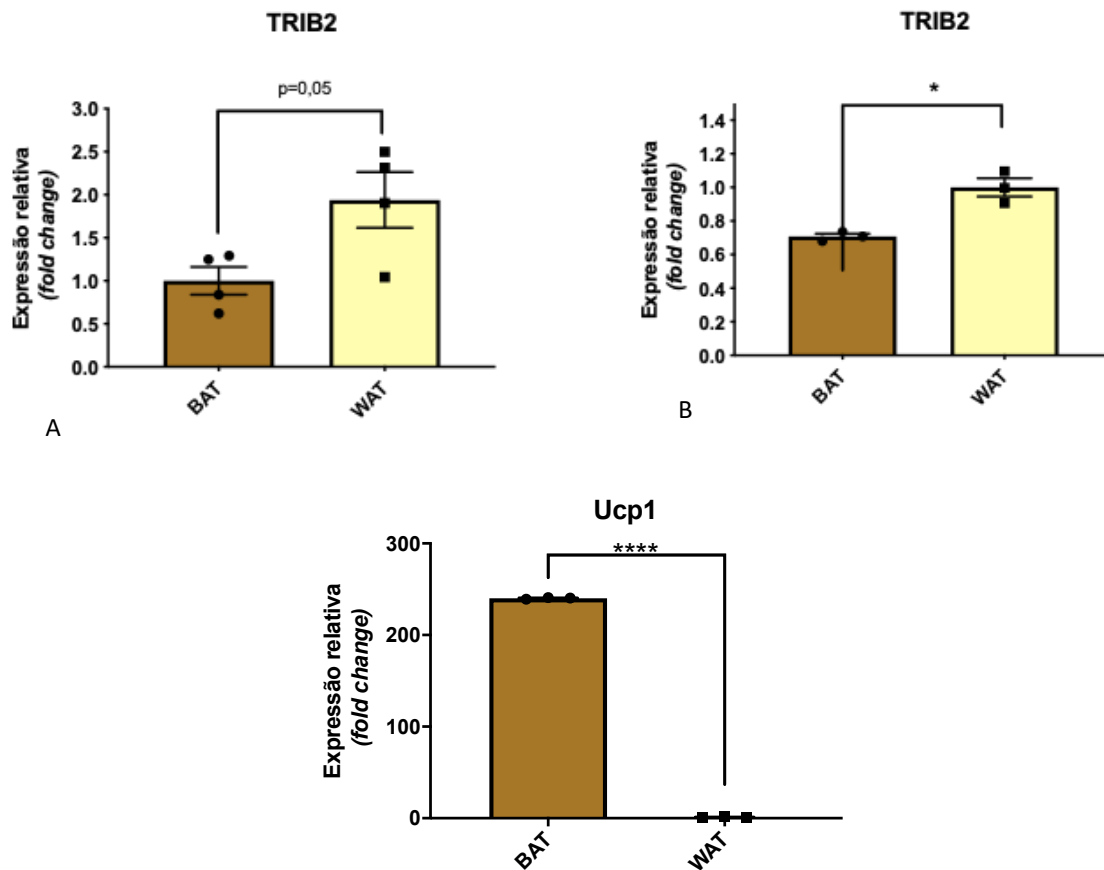 TRIB2
p=0,05
Expressão relativa
(fold change)
3.0
2.5
2.0
1.5
1.0
0.5
0.0
BAT
WAT
A
TRIB2
*
Expressão relativa
(fold change)
1.4
1.2
1.0
0.8
0.6
0.4
0.2
0.0
BAT
WAT
B
Ucp1
****
Expressão relativa
(fold change)
300
200
100
0
BAT
WAT